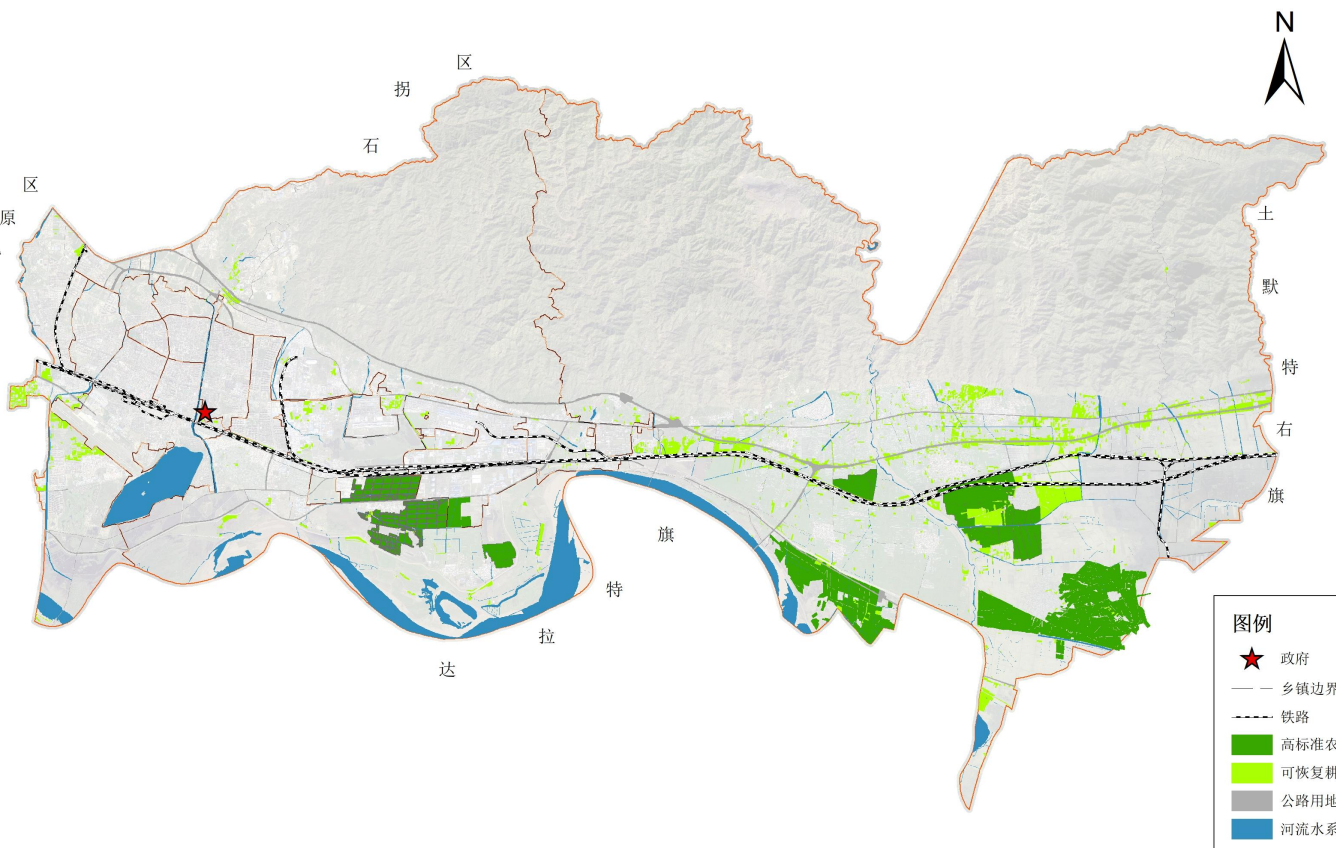 N
石拐区
原区
土默特右旗
达拉特旗
图例
政府
乡镇边界
铁路
高标准农
可恢复耕
公路用地
河流水系